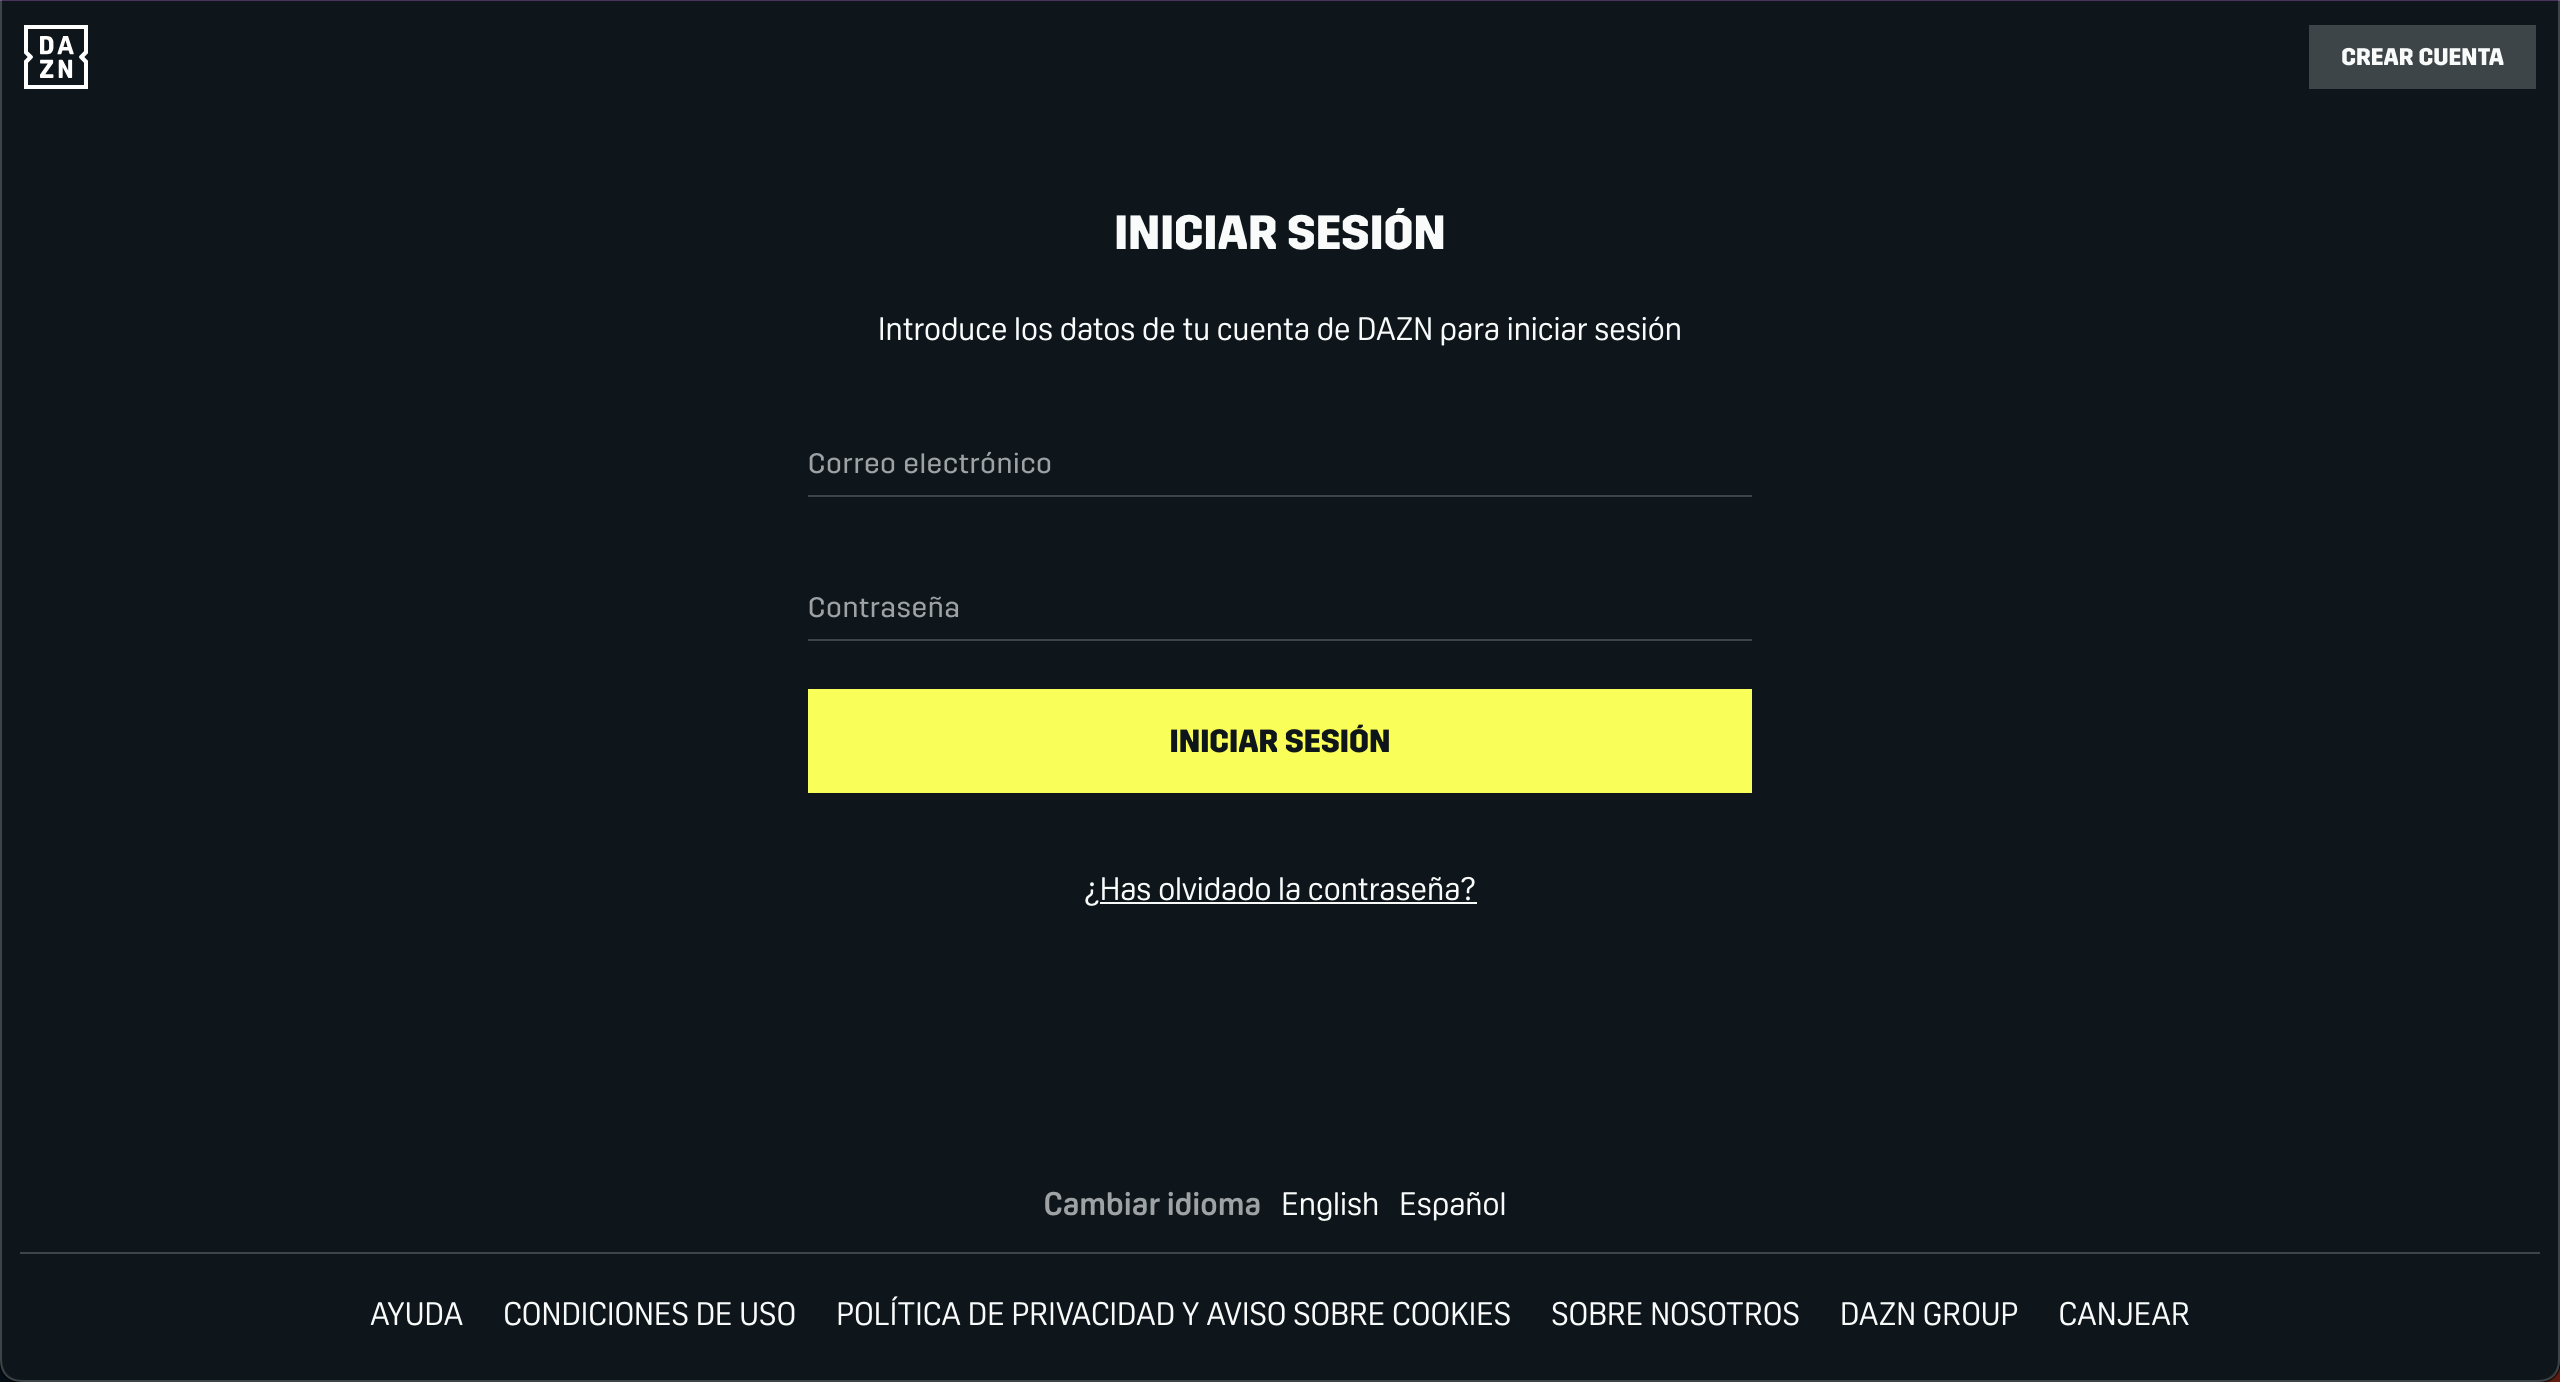 DA
ZN
CREAR CUENTA
INICIAR SESIÓN
Introduce los datos de tu cuenta de DAZN para iniciar sesión
Correo electrónico
Contraseña
INICIAR SESIÓN
¿Has olvidado la contraseña?
Cambiar idioma English Español
AYUDA CONDICIONES DE USO POLÍTICA DE PRIVACIDAD Y AVISO SOBRE COOKIES SOBRE NOSOTROS DAZN GROUP CANJEAR